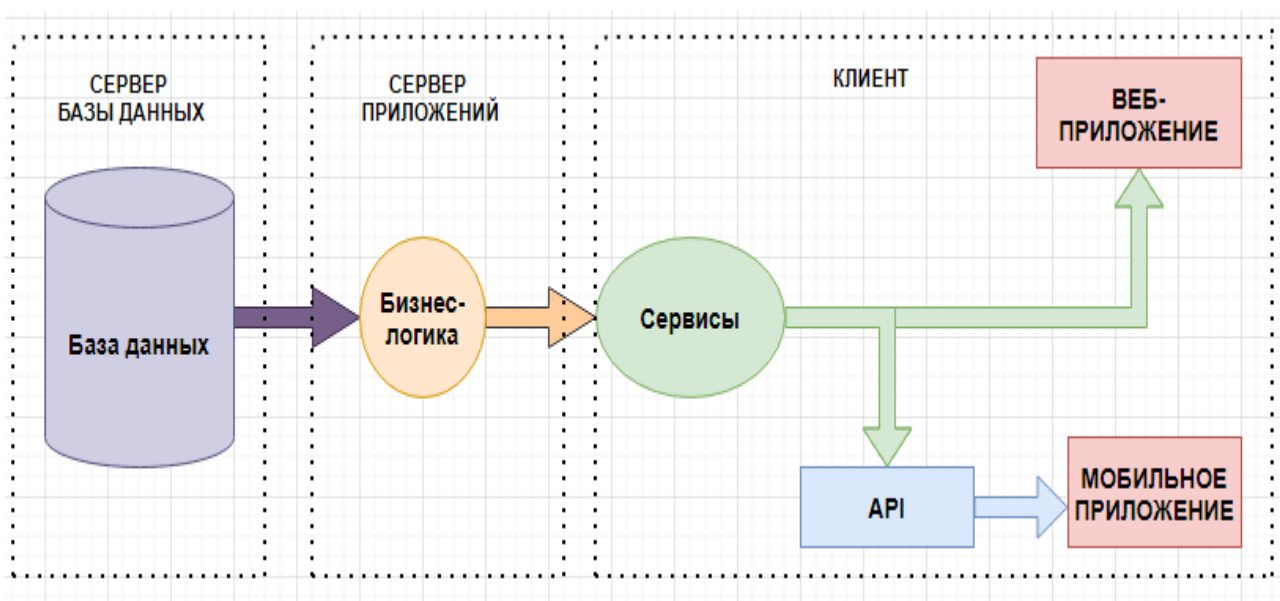 СЕРВЕР
БАЗЫ ДАННЫХ
СЕРВЕР
ПРИЛОЖЕНИЙ
КЛИЕНТ
ВЕБ-
ПРИЛОЖЕНИЕ
База данных
Бизнес-
логика
Сервисы
API
МОБИЛЬНОЕ
ПРИЛОЖЕНИЕ